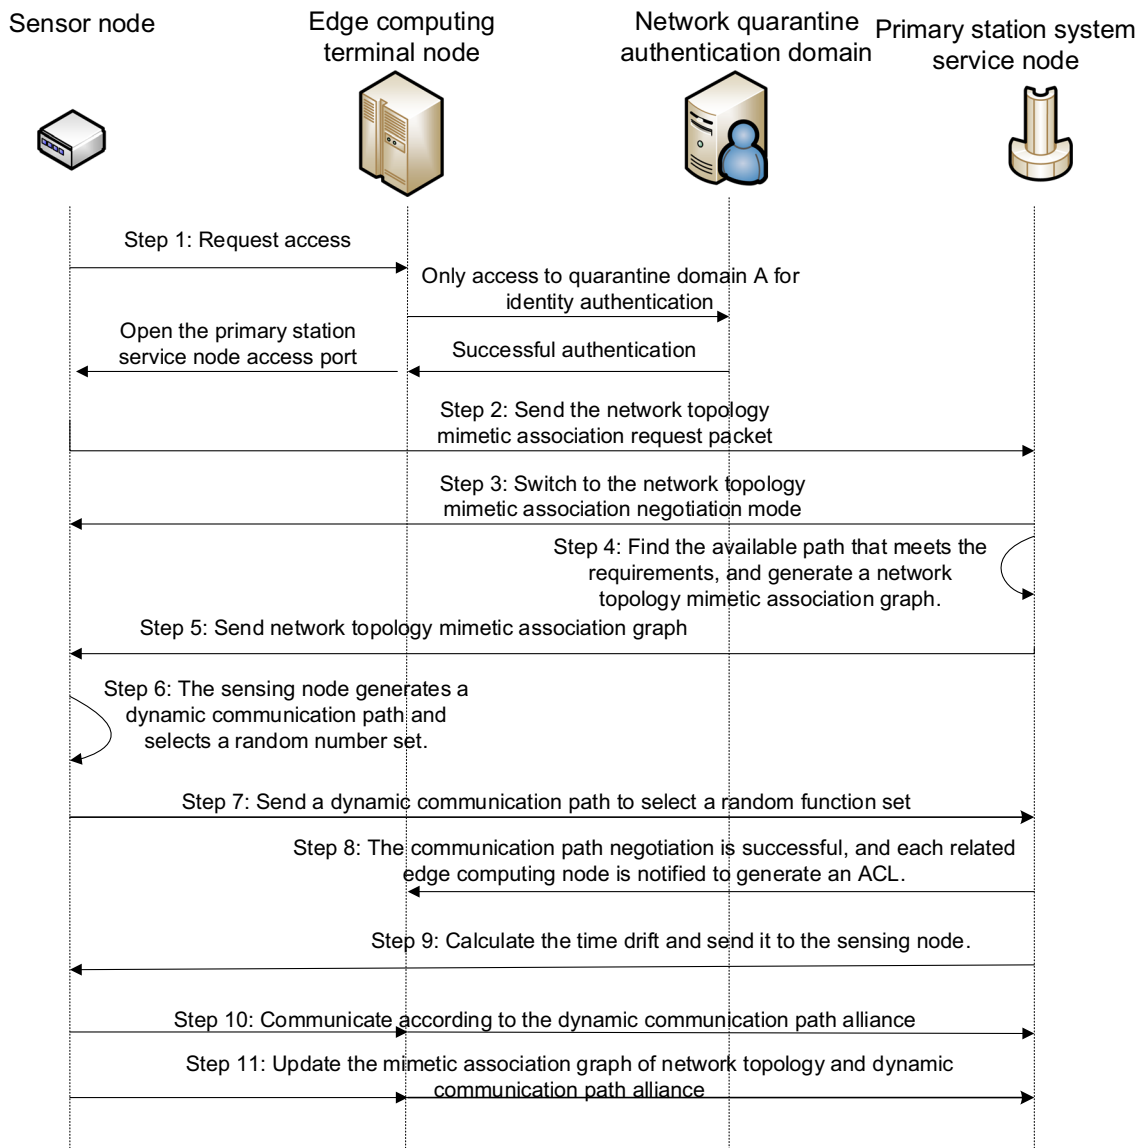 Sensor node
Edge computing
terminal node
Network quarantine
authentication domain
Primary station system
service node
Step 1: Request access
Only access to quarantine domain A for
identity authentication
Open the primary station
service node access port
Successful authentication
Step 2: Send the network topology
mimetic association request packet
Step 3: Switch to the network topology
mimetic association negotiation mode
Step 4: Find the available path that meets the
requirements, and generate a network
topology mimetic association graph.
Step 5: Send network topology mimetic association graph
Step 6: The sensing node generates a
dynamic communication path and
selects a random number set.
Step 7: Send a dynamic communication path to select a random function set
Step 8: The communication path negotiation is successful, and each related
edge computing node is notified to generate an ACL.
Step 9: Calculate the time drift and send it to the sensing node.
Step 10: Communicate according to the dynamic communication path alliance
Step 11: Update the mimetic association graph of network topology and dynamic
communication path alliance